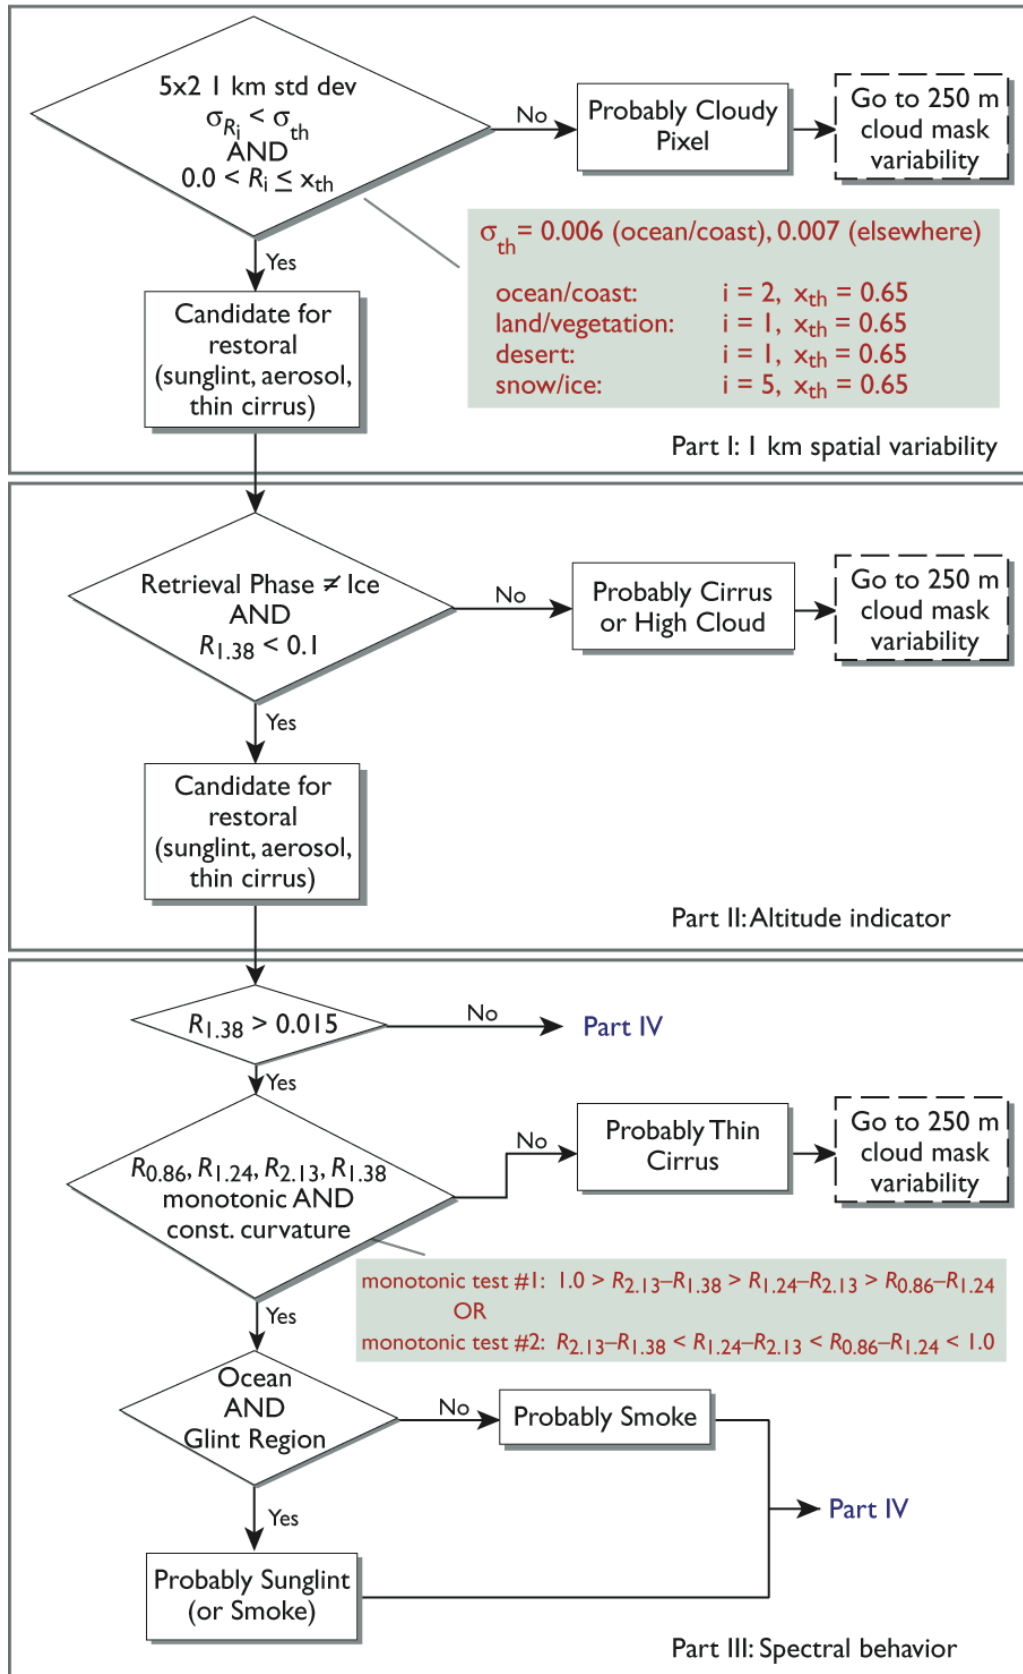 5x2 1 km std dev
σRi < σth
AND
0.0 < Ri ≤ xth
No
Probably Cloudy
Pixel
Go to 250 m
cloud mask
variability
σth = 0.006 (ocean/coast), 0.007 (elsewhere)
ocean/coast: i = 2, xth = 0.65
land/vegetation: i = 1, xth = 0.65
desert: i = 1, xth = 0.65
snow/ice: i = 5, xth = 0.65
Yes
Candidate for
restoral
(sunglint, aerosol,
thin cirrus)
Part I: 1 km spatial variability
Retrieval Phase ≠ Ice
AND
R1.38 < 0.1
No
Probably Cirrus
or High Cloud
Go to 250 m
cloud mask
variability
Yes
Candidate for
restoral
(sunglint, aerosol,
thin cirrus)
Part II: Altitude indicator
R1.38 > 0.015
No
Part IV
Yes
R0.86, R1.24, R2.13, R1.38
monotonic AND
const. curvature
No
Probably Thin
Cirrus
Go to 250 m
cloud mask
variability
monotonic test #1: 1.0 > R2.13–R1.38 > R1.24–R2.13 > R0.86–R1.24
OR
monotonic test #2: R2.13–R1.38 < R1.24–R2.13 < R0.86–R1.24 < 1.0
Yes
Ocean
AND
Glint Region
No
Probably Smoke
Part IV
Yes
Probably Sunglint
(or Smoke)
Part III: Spectral behavior